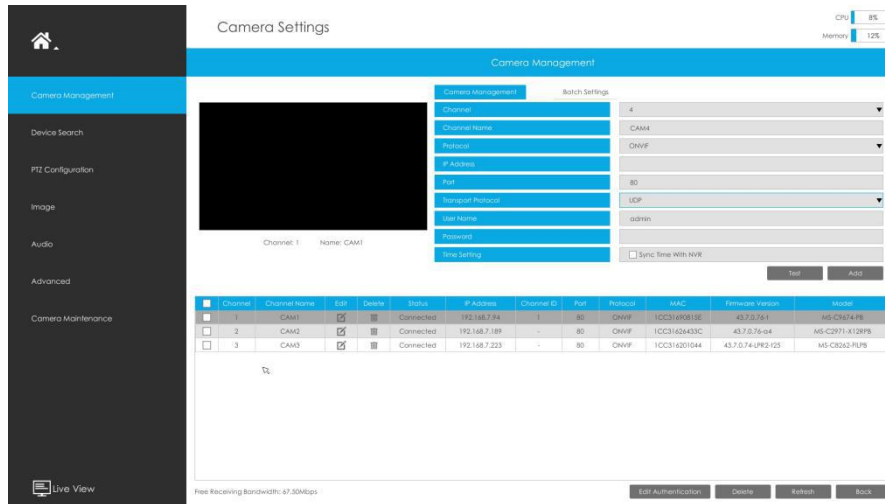 Camera Settings
CPU 8%
Memory 12%
Camera Management
Camera Management
Device Search
PTZ Configuration
Image
Audio
Advanced
Camera Maintenance
Live View
Camera Management Batch Settings
Channel 4
Channel Name CAM4
Protocol ONVIF
IP Address
Port 80
Transport Protocol UDP
User Name admin
Password
Time Setting Sync Time With NVR
Channel: 1 Name: CAM1
Test Add
Channel Channel Name Edit Delete Status IP Address Channel ID Port Protocol MAC Firmware Version Model
1 CAM1 Connected 192.168.7.94 1 80 ONVIF 1CC31690815E 43.7.0.76-1 MS-C9674-PB
2 CAM2 Connected 192.168.7.189 - 80 ONVIF 1CC31626433C 43.7.0.76-a4 MS-C2971-X12RPB
3 CAM3 Connected 192.168.7.223 - 80 ONVIF 1CC316201044 43.7.0.74-LPR2-r25 MS-C8262-FILPB
Free Receiving Bandwidth: 67.50Mbps
Edit Authentication Delete Refresh Back